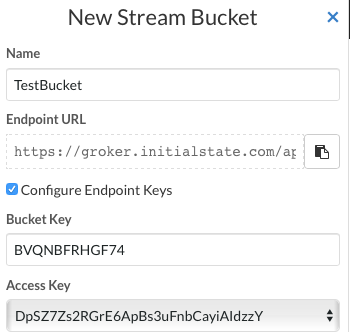 New Stream Bucket
Name
TestBucket
Endpoint URL
https://groker.initialstate.com/ap
Configure Endpoint Keys
Bucket Key
BVQNBFRHGF74
Access Key
DpSZ7Zs2RGrE6ApBs3uFnbCayiAIdzzY